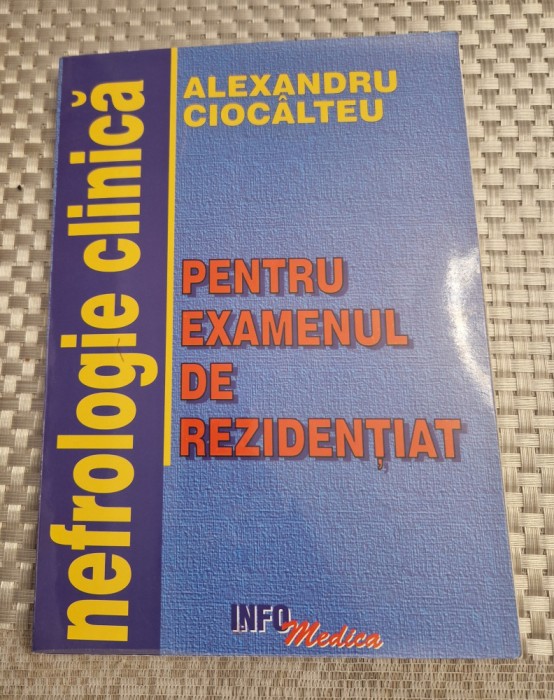 nefrologie clinică
ALEXANDRU
CIOCÂLTEU
PENTRU
EXAMENUL
DE
REZIDENȚIAT
INFO
Medica